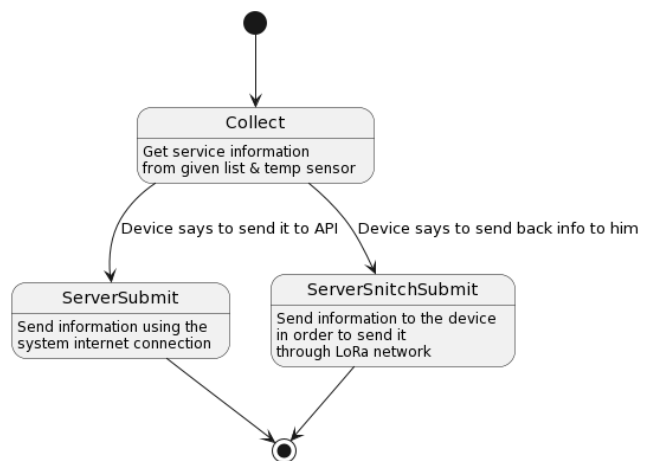 Collect
Get service information
from given list & temp sensor
Device says to send it to API
Device says to send back info to him
ServerSubmit
Send information using the
system internet connection
ServerSnitchSubmit
Send information to the device
in order to send it
through LoRa network